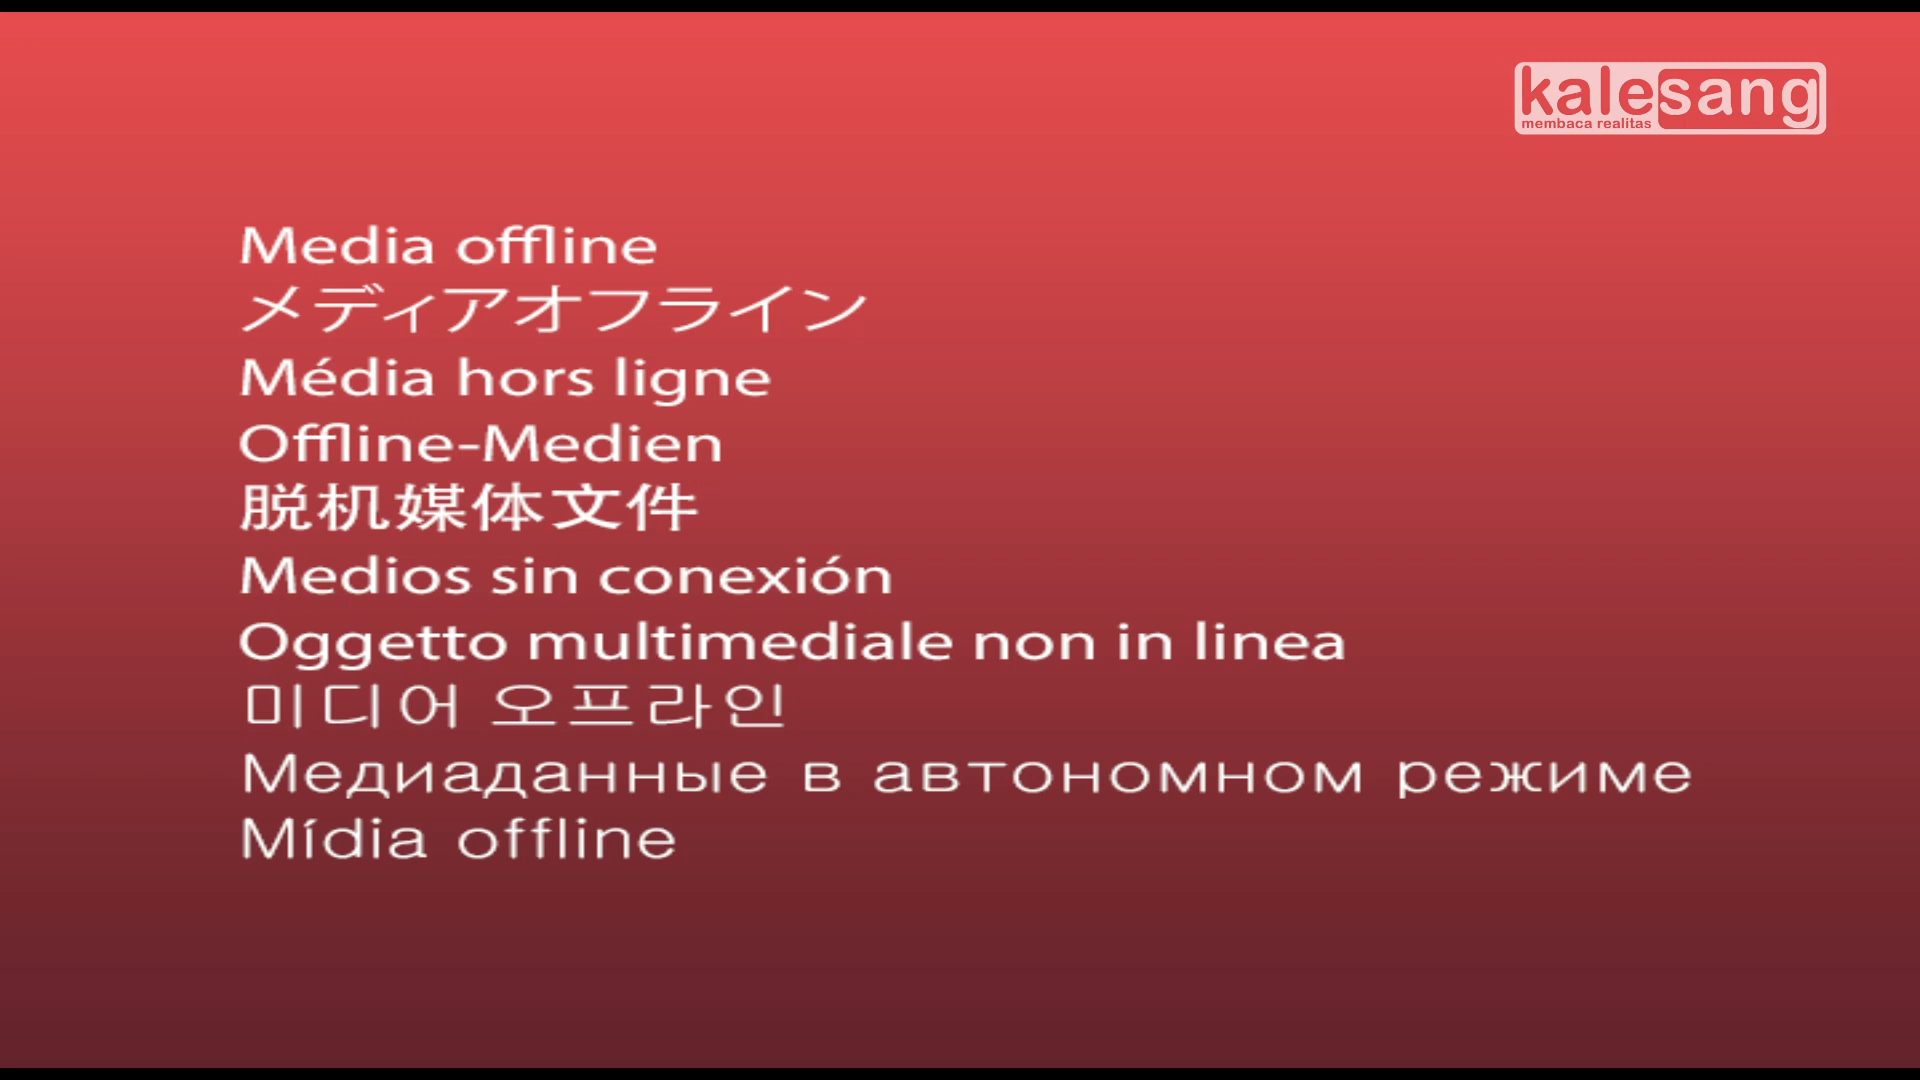 kalesang
membaca realitas
Media offline
メディアオフライン
Média hors ligne
Offline-Medien
脱机媒体文件
Medios sin conexión
Oggetto multimediale non in linea
미디어 오프라인
Медиаданные в автономном режиме
Mídia offline